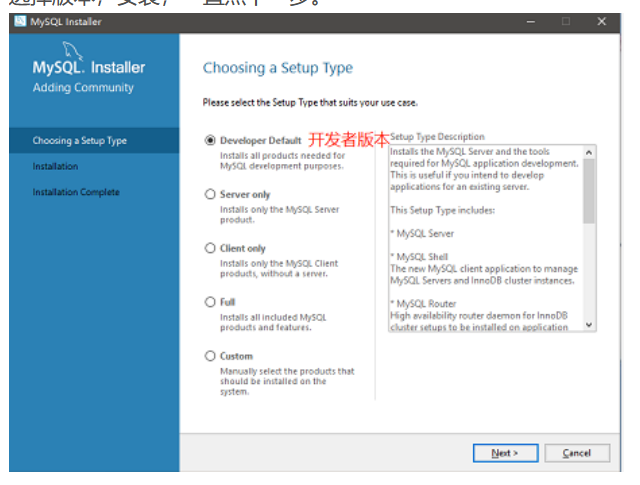 MySQL Installer
MySQL. Installer
Adding Community
Choosing a Setup Type
Installation
Installation Complete
Choosing a Setup Type
Please select the Setup Type that suits your use case.
Developer Default 开发者版本
Installs all products needed for
MySQL development purposes.
Server only
Installs only the MySQL Server
product.
Client only
Installs only the MySQL Client
products, without a server.
Full
Installs all included MySQL
products and features.
Custom
Manually select the products that
should be installed on the
system.
Setup Type Description
Installs the MySQL Server and the tools
required for MySQL application development.
This is useful if you intend to develop
applications for an existing server.
This Setup Type includes:
* MySQL Server
* MySQL Shell
The new MySQL client application to manage
MySQL Servers and InnoDB cluster instances.
* MySQL Router
High availability router daemon for InnoDB
cluster setups to be installed on application
Next >
Cancel